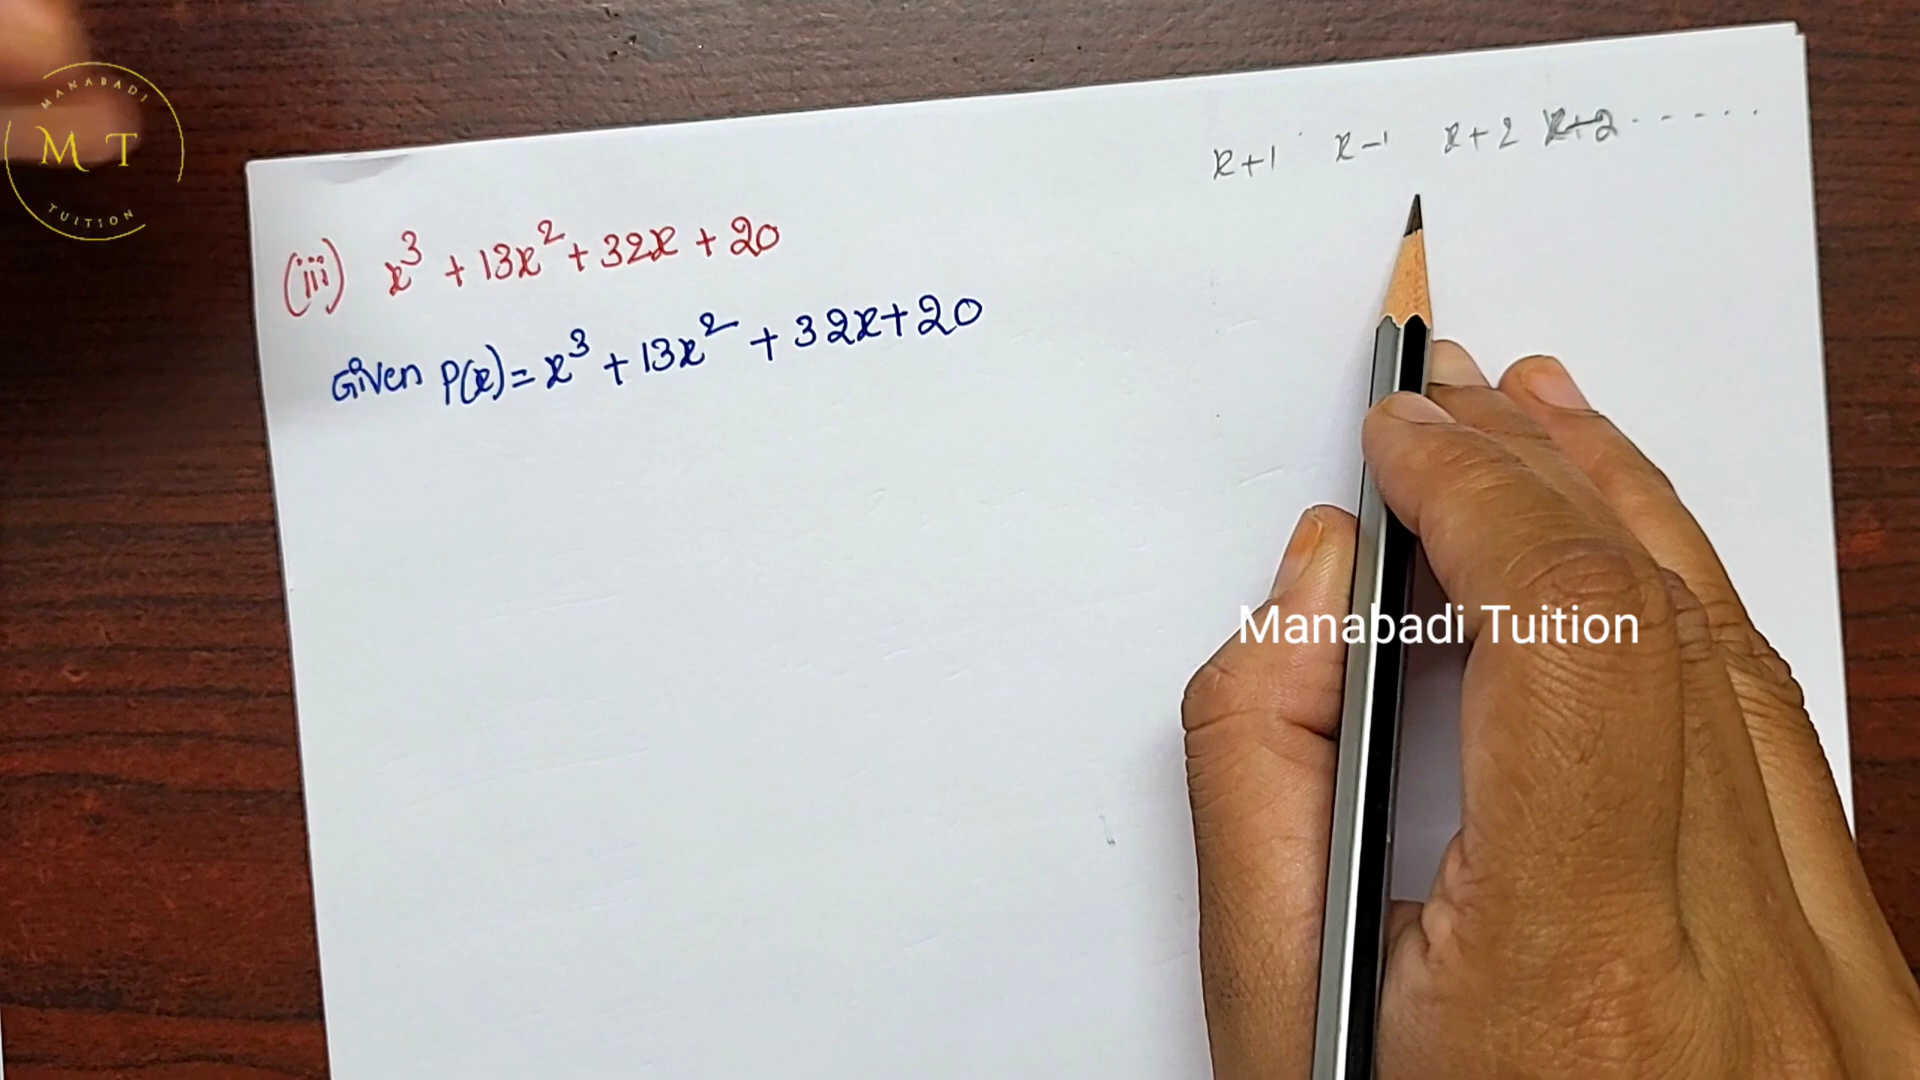 MANABADI
M T
TUITION
x+1 x-1 x+2 x+2 ......
(iii) x³ + 13x² + 32x + 20
Given P(x) = x³ + 13x² + 32x + 20
Manabadi Tuition